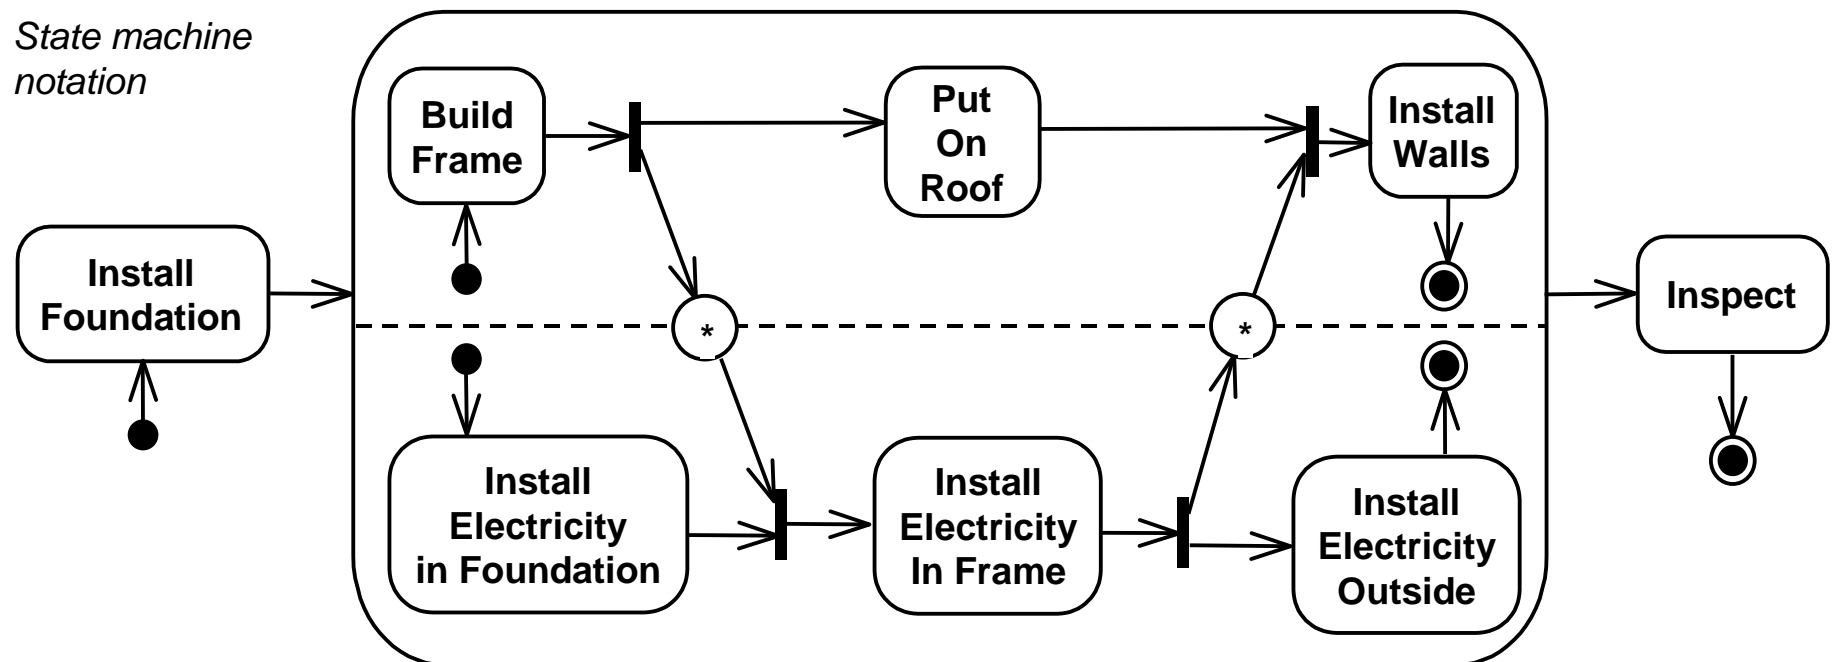 State machine
notation
Build
Frame
Put
On
Roof
Install
Walls
Install
Foundation
Inspect
*
*
Install
Electricity
in Foundation
Install
Electricity
In Frame
Install
Electricity
Outside